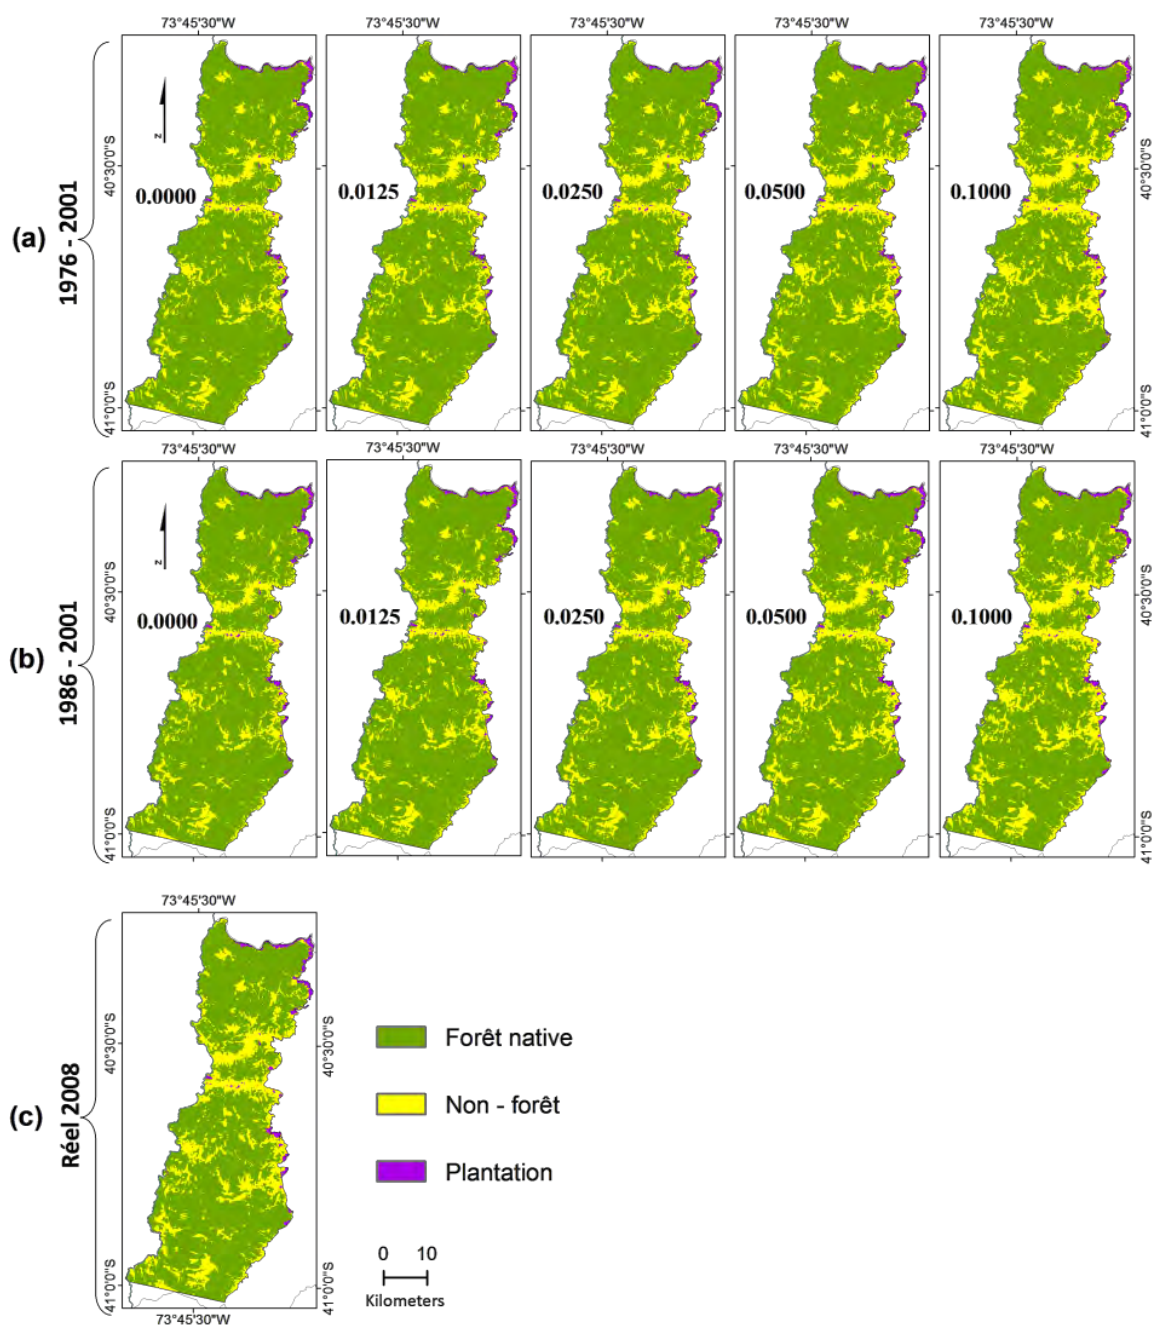 73°45'30"W 73°45'30"W 73°45'30"W 73°45'30"W 73°45'30"W
(a)
1976 - 2001
40°30'0"S
41°0'0"S
N
0.0000 0.0125 0.0250 0.0500 0.1000
40°30'0"S
41°0'0"S
73°45'30"W 73°45'30"W 73°45'30"W 73°45'30"W 73°45'30"W
(b)
1986 - 2001
40°30'0"S
41°0'0"S
N
0.0000 0.0125 0.0250 0.0500 0.1000
40°30'0"S
41°0'0"S
73°45'30"W
(c)
Réel 2008
40°30'0"S
41°0'0"S
40°30'0"S
41°0'0"S
73°45'30"W
Forêt native
Non - forêt
Plantation
0 10
Kilometers